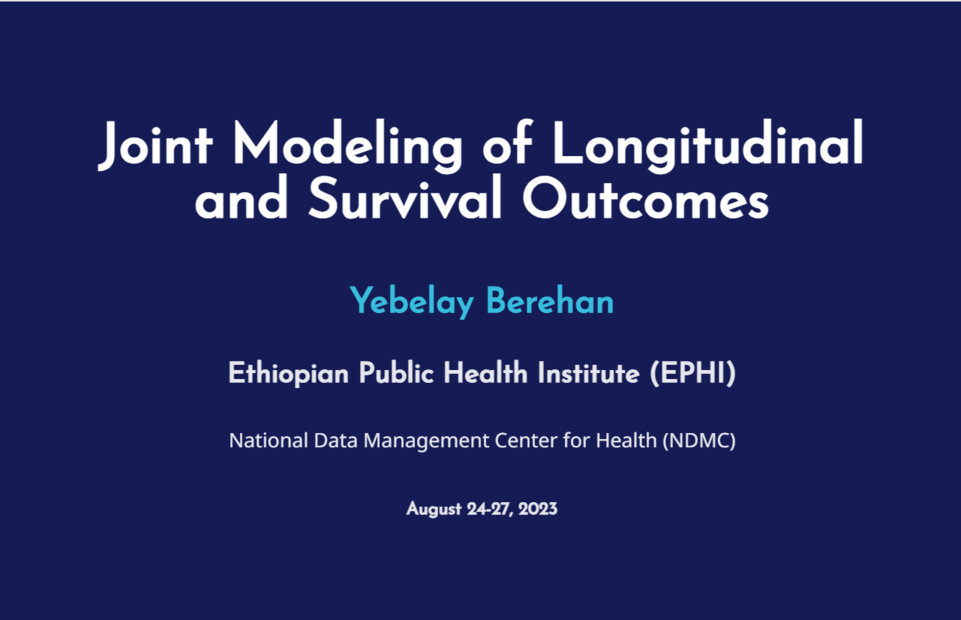 Joint Modeling of Longitudinal
and Survival Outcomes
Yebelay Berehan
Ethiopian Public Health Institute (EPHI)
National Data Management Center for Health (NDMC)
August 24-27, 2023